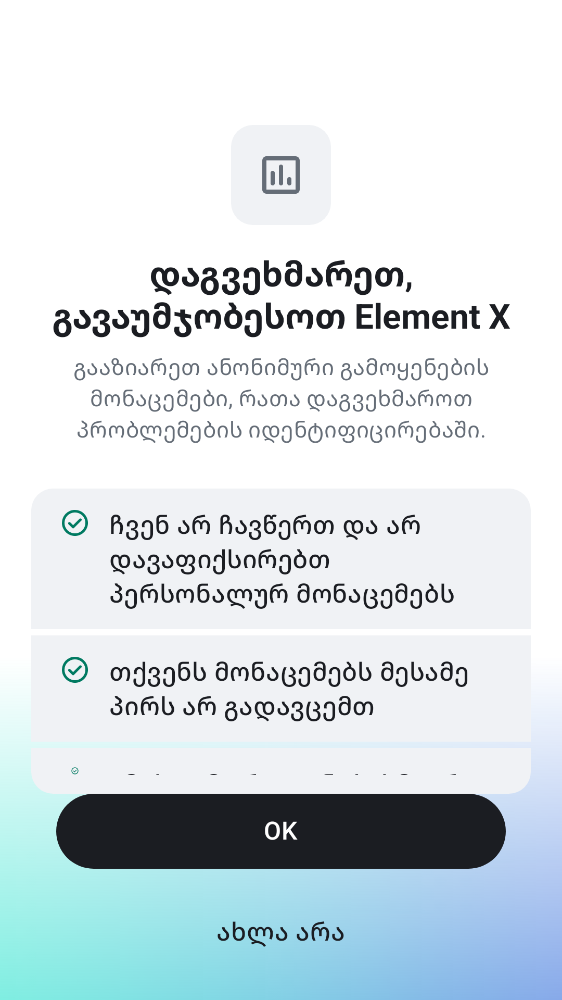 დაგვეხმარეთ,
გავაუმჯობესოთ Element X
გააზიარეთ ანონიმური გამოყენების
მონაცემები, რათა დაგვეხმაროთ
პრობლემების იდენტიფიცირებაში.
ჩვენ არ ჩავწერთ და არ
დავაფიქსირებთ
პერსონალურ მონაცემებს
თქვენს მონაცემებს მესამე
პირს არ გადავცემთ
OK
ახლა არა